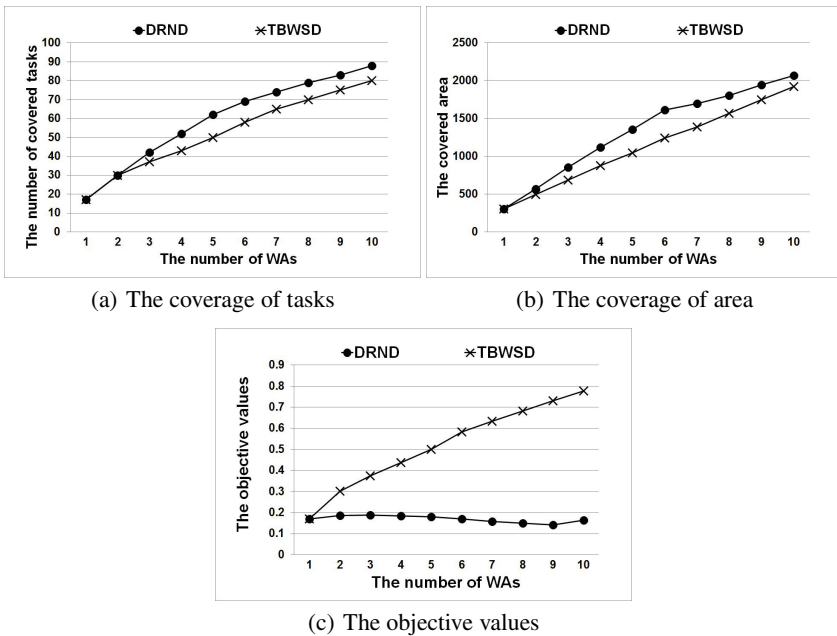 DRND TBWSD
The number of covered tasks
100
90
80
70
60
50
40
30
20
10
0
1 2 3 4 5 6 7 8 9 10
The number of WAs
(a) The coverage of tasks
DRND TBWSD
The covered area
2500
2000
1500
1000
500
0
1 2 3 4 5 6 7 8 9 10
The number of WAs
(b) The coverage of area
DRND TBWSD
The objective values
0.9
0.8
0.7
0.6
0.5
0.4
0.3
0.2
0.1
0
1 2 3 4 5 6 7 8 9 10
The number of WAs
(c) The objective values